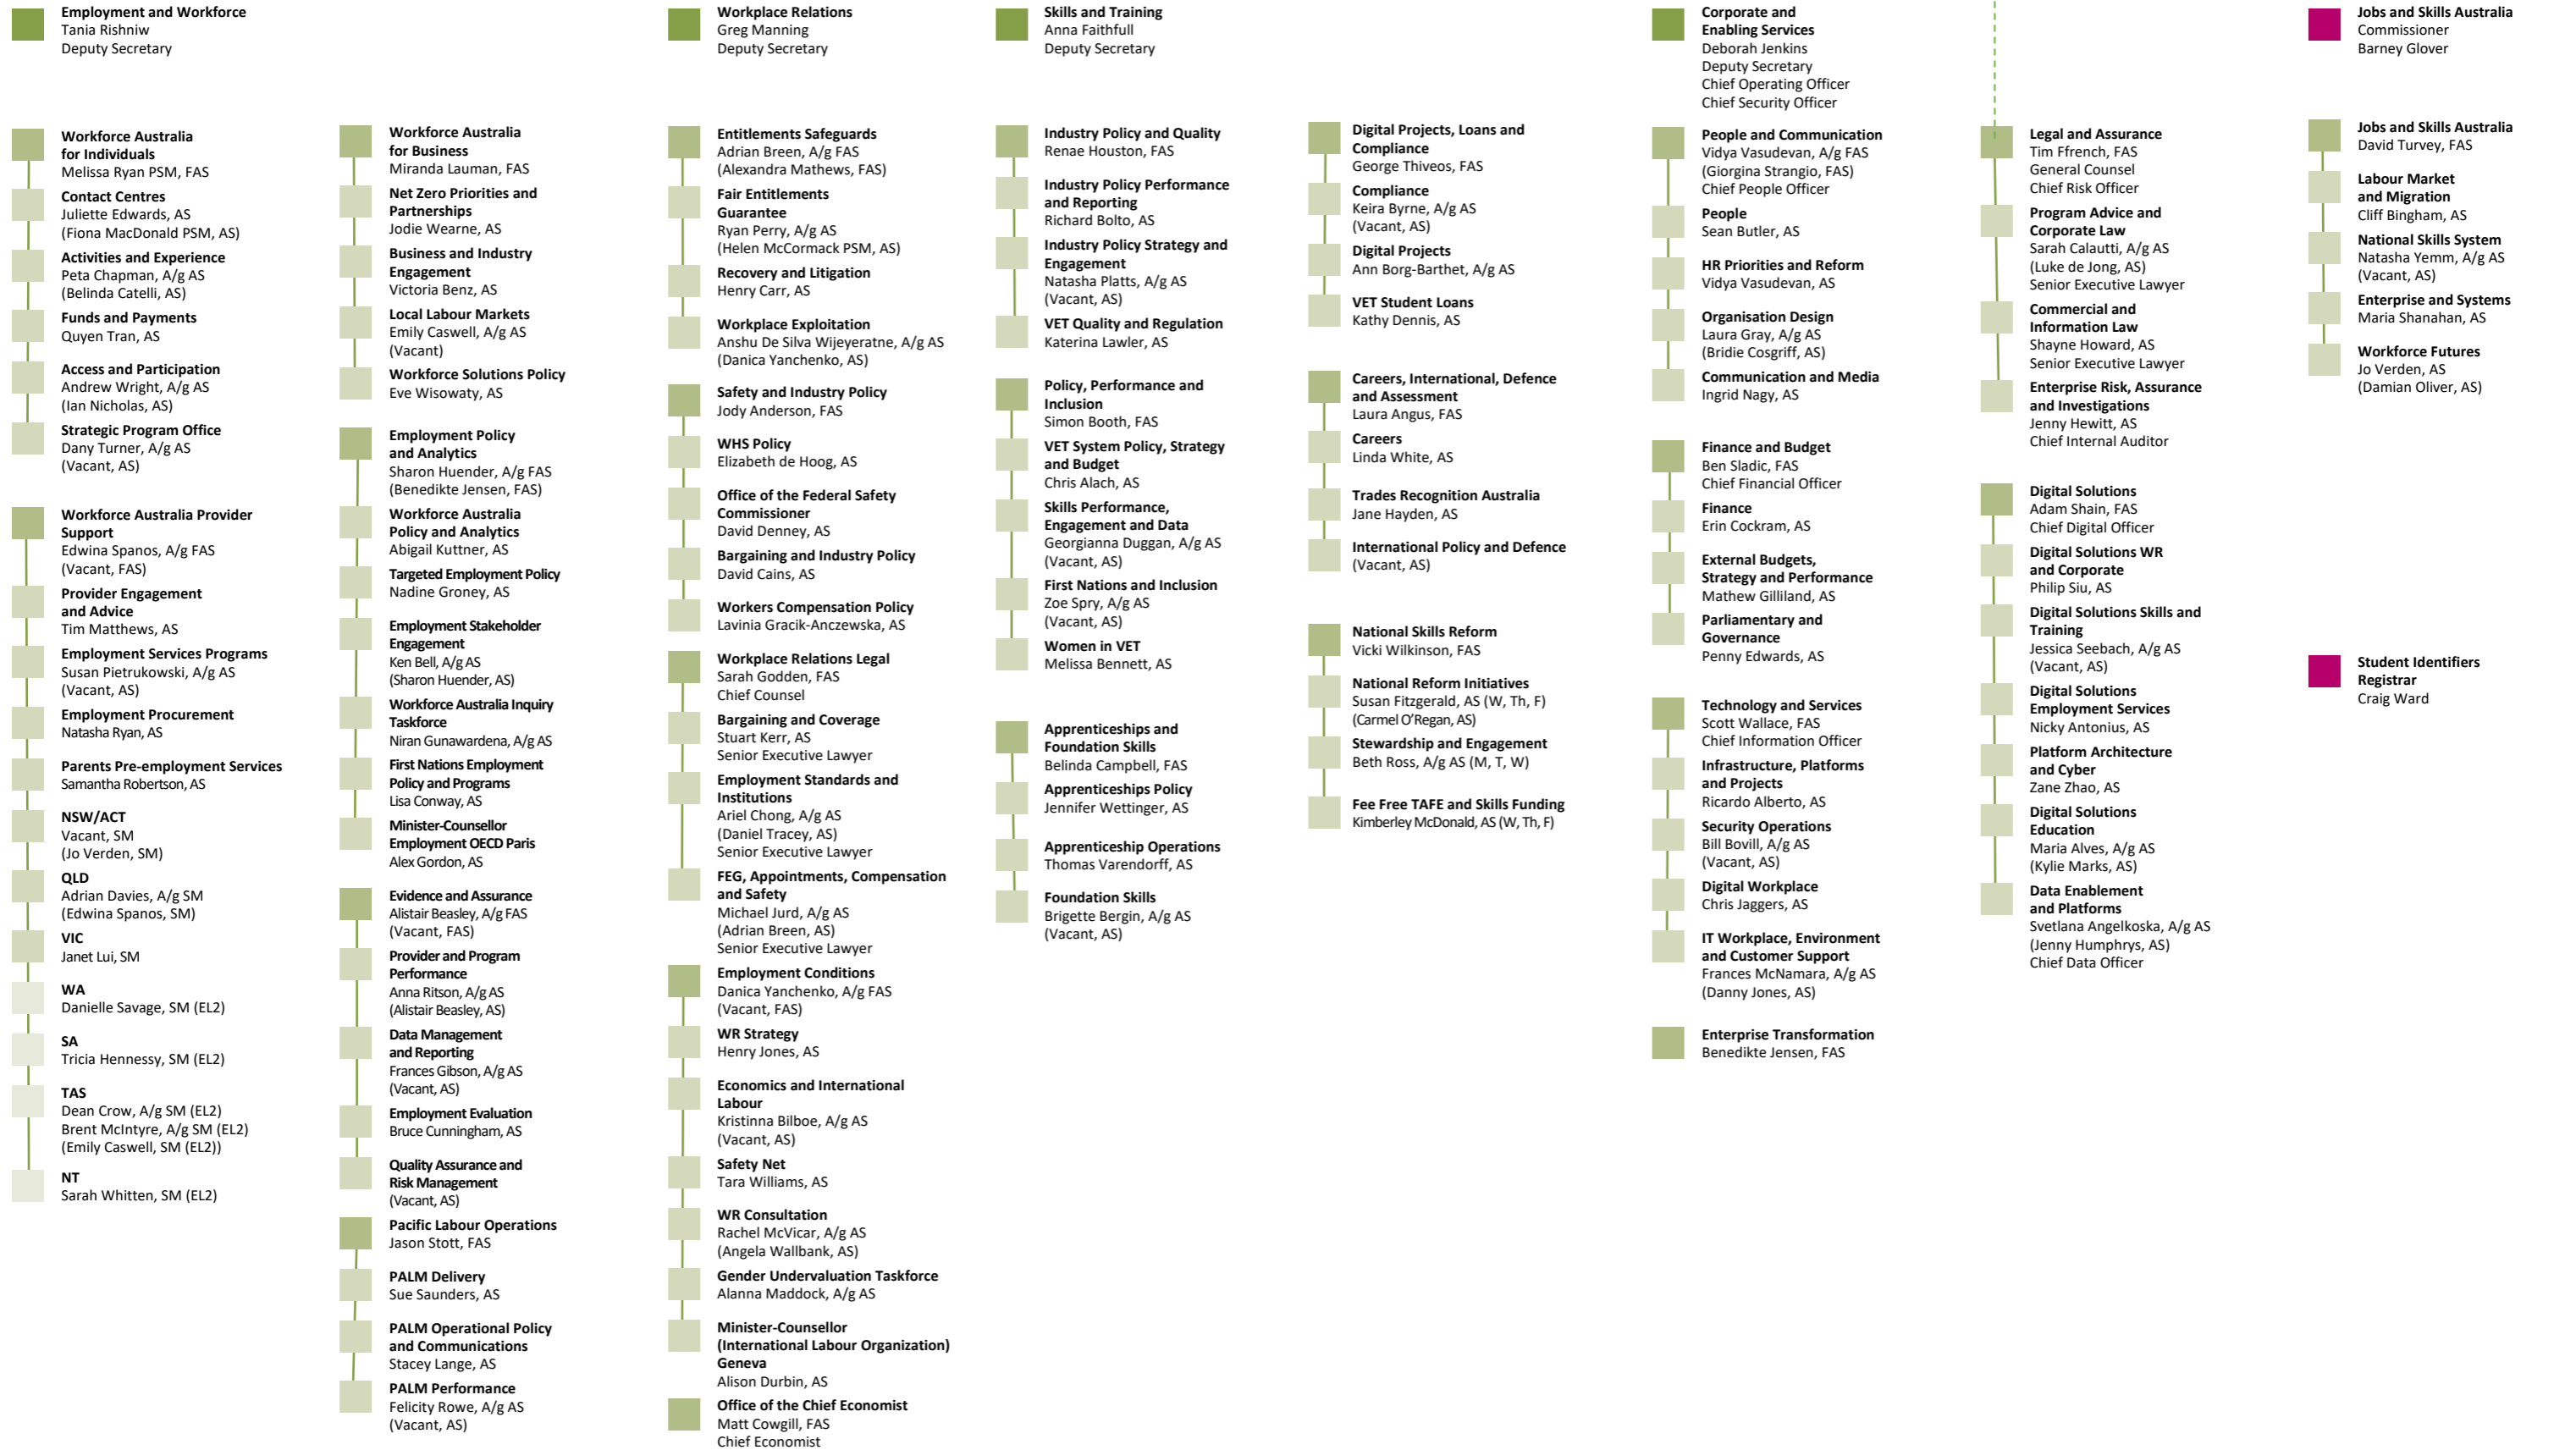 Employment and Workforce
Tania Rishniw
Deputy Secretary
Workforce Australia
for Individuals
Melissa Ryan PSM, FAS
Contact Centres
Juliette Edwards, AS
(Fiona MacDonald PSM, AS)
Activities and Experience
Peta Chapman, A/g AS
(Belinda Catelli, AS)
Funds and Payments
Quyen Tran, AS
Access and Participation
Andrew Wright, A/g AS
(Ian Nicholas, AS)
Strategic Program Office
Dany Turner, A/g AS
(Vacant, AS)
Workforce Australia Provider
Support
Edwina Spanos, A/g FAS
(Vacant, FAS)
Provider Engagement
and Advice
Tim Matthews, AS
Employment Services Programs
Susan Pietrukowski, A/g AS
(Vacant, AS)
Employment Procurement
Natasha Ryan, AS
Parents Pre-employment Services
Samantha Robertson, AS
NSW/ACT
Vacant, SM
(Jo Verden, SM)
QLD
Adrian Davies, A/g SM
(Edwina Spanos, SM)
VIC
Janet Lui, SM
WA
Danielle Savage, SM (EL2)
SA
Tricia Hennessy, SM (EL2)
TAS
Dean Crow, A/g SM (EL2)
Brent McIntyre, A/g SM (EL2)
(Emily Caswell, SM (EL2))
NT
Sarah Whitten, SM (EL2)
Workforce Australia
for Business
Miranda Lauman, FAS
Net Zero Priorities and
Partnerships
Jodie Wearne, AS
Business and Industry
Engagement
Victoria Benz, AS
Local Labour Markets
Emily Caswell, A/g AS
(Vacant)
Workforce Solutions Policy
Eve Wisowaty, AS
Employment Policy
and Analytics
Sharon Huender, A/g FAS
(Benedikte Jensen, FAS)
Workforce Australia
Policy and Analytics
Abigail Kuttner, AS
Targeted Employment Policy
Nadine Groney, AS
Employment Stakeholder
Engagement
Ken Bell, A/g AS
(Sharon Huender, AS)
Workforce Australia Inquiry
Taskforce
Niran Gunawardena, A/g AS
First Nations Employment
Policy and Programs
Lisa Conway, AS
Minister-Counsellor
Employment OECD Paris
Alex Gordon, AS
Evidence and Assurance
Alistair Beasley, A/g FAS
(Vacant, FAS)
Provider and Program
Performance
Anna Ritson, A/g AS
(Alistair Beasley, AS)
Data Management
and Reporting
Frances Gibson, A/g AS
(Vacant, AS)
Employment Evaluation
Bruce Cunningham, AS
Quality Assurance and
Risk Management
(Vacant, AS)
Pacific Labour Operations
Jason Stott, FAS
PALM Delivery
Sue Saunders, AS
PALM Operational Policy
and Communications
Stacey Lange, AS
PALM Performance
Felicity Rowe, A/g AS
(Vacant, AS)
Workplace Relations
Greg Manning
Deputy Secretary
Entitlements Safeguards
Adrian Breen, A/g FAS
(Alexandra Mathews, FAS)
Fair Entitlements
Guarantee
Ryan Perry, A/g AS
(Helen McCormack PSM, AS)
Recovery and Litigation
Henry Carr, AS
Workplace Exploitation
Anshu De Silva Wijeyeratne, A/g AS
(Danica Yanchenko, AS)
Safety and Industry Policy
Jody Anderson, FAS
WHS Policy
Elizabeth de Hoog, AS
Office of the Federal Safety
Commissioner
David Denney, AS
Bargaining and Industry Policy
David Cains, AS
Workers Compensation Policy
Lavinia Gracik-Anczewska, AS
Workplace Relations Legal
Sarah Godden, FAS
Chief Counsel
Bargaining and Coverage
Stuart Kerr, AS
Senior Executive Lawyer
Employment Standards and
Institutions
Ariel Chong, A/g AS
(Daniel Tracey, AS)
Senior Executive Lawyer
FEG, Appointments, Compensation
and Safety
Michael Jurd, A/g AS
(Adrian Breen, AS)
Senior Executive Lawyer
Employment Conditions
Danica Yanchenko, A/g FAS
(Vacant, FAS)
WR Strategy
Henry Jones, AS
Economics and International
Labour
Kristinna Bilboe, A/g AS
(Vacant, AS)
Safety Net
Tara Williams, AS
WR Consultation
Rachel McVicar, A/g AS
(Angela Wallbank, AS)
Gender Undervaluation Taskforce
Alanna Maddock, A/g AS
Minister-Counsellor
(International Labour Organization)
Geneva
Alison Durbin, AS
Office of the Chief Economist
Matt Cowgill, FAS
Chief Economist
Skills and Training
Anna Faithfull
Deputy Secretary
Industry Policy and Quality
Renae Houston, FAS
Industry Policy Performance
and Reporting
Richard Bolto, AS
Industry Policy Strategy and
Engagement
Natasha Platts, A/g AS
(Vacant, AS)
VET Quality and Regulation
Katerina Lawler, AS
Policy, Performance and
Inclusion
Simon Booth, FAS
VET System Policy, Strategy
and Budget
Chris Alach, AS
Skills Performance,
Engagement and Data
Georgianna Duggan, A/g AS
(Vacant, AS)
First Nations and Inclusion
Zoe Spry, A/g AS
(Vacant, AS)
Women in VET
Melissa Bennett, AS
Apprenticeships and
Foundation Skills
Belinda Campbell, FAS
Apprenticeships Policy
Jennifer Wettinger, AS
Apprenticeship Operations
Thomas Varendorff, AS
Foundation Skills
Brigette Bergin, A/g AS
(Vacant, AS)
Digital Projects, Loans and
Compliance
George Thiveos, FAS
Compliance
Keira Byrne, A/g AS
(Vacant, AS)
Digital Projects
Ann Borg-Barthet, A/g AS
VET Student Loans
Kathy Dennis, AS
Careers, International, Defence
and Assessment
Laura Angus, FAS
Careers
Linda White, AS
Trades Recognition Australia
Jane Hayden, AS
International Policy and Defence
(Vacant, AS)
National Skills Reform
Vicki Wilkinson, FAS
National Reform Initiatives
Susan Fitzgerald, AS (W, Th, F)
(Carmel O’Regan, AS)
Stewardship and Engagement
Beth Ross, A/g AS (M, T, W)
Fee Free TAFE and Skills Funding
Kimberley McDonald, AS (W, Th, F)
Corporate and
Enabling Services
Deborah Jenkins
Deputy Secretary
Chief Operating Officer
Chief Security Officer
People and Communication
Vidya Vasudevan, A/g FAS
(Giorgina Strangio, FAS)
Chief People Officer
People
Sean Butler, AS
HR Priorities and Reform
Vidya Vasudevan, AS
Organisation Design
Laura Gray, A/g AS
(Bridie Cosgriff, AS)
Communication and Media
Ingrid Nagy, AS
Finance and Budget
Ben Sladic, FAS
Chief Financial Officer
Finance
Erin Cockram, AS
External Budgets,
Strategy and Performance
Mathew Gilliland, AS
Parliamentary and
Governance
Penny Edwards, AS
Technology and Services
Scott Wallace, FAS
Chief Information Officer
Infrastructure, Platforms
and Projects
Ricardo Alberto, AS
Security Operations
Bill Bovill, A/g AS
(Vacant, AS)
Digital Workplace
Chris Jaggers, AS
IT Workplace, Environment
and Customer Support
Frances McNamara, A/g AS
(Danny Jones, AS)
Enterprise Transformation
Benedikte Jensen, FAS
Legal and Assurance
Tim Ffrench, FAS
General Counsel
Chief Risk Officer
Program Advice and
Corporate Law
Sarah Calautti, A/g AS
(Luke de Jong, AS)
Senior Executive Lawyer
Commercial and
Information Law
Shayne Howard, AS
Senior Executive Lawyer
Enterprise Risk, Assurance
and Investigations
Jenny Hewitt, AS
Chief Internal Auditor
Digital Solutions
Adam Shain, FAS
Chief Digital Officer
Digital Solutions WR
and Corporate
Philip Siu, AS
Digital Solutions Skills and
Training
Jessica Seebach, A/g AS
(Vacant, AS)
Digital Solutions
Employment Services
Nicky Antonius, AS
Platform Architecture
and Cyber
Zane Zhao, AS
Digital Solutions
Education
Maria Alves, A/g AS
(Kylie Marks, AS)
Data Enablement
and Platforms
Svetlana Angelkoska, A/g AS
(Jenny Humphrys, AS)
Chief Data Officer
Jobs and Skills Australia
Commissioner
Barney Glover
Jobs and Skills Australia
David Turvey, FAS
Labour Market
and Migration
Cliff Bingham, AS
National Skills System
Natasha Yemm, A/g AS
(Vacant, AS)
Enterprise and Systems
Maria Shanahan, AS
Workforce Futures
Jo Verden, AS
(Damian Oliver, AS)
Student Identifiers
Registrar
Craig Ward